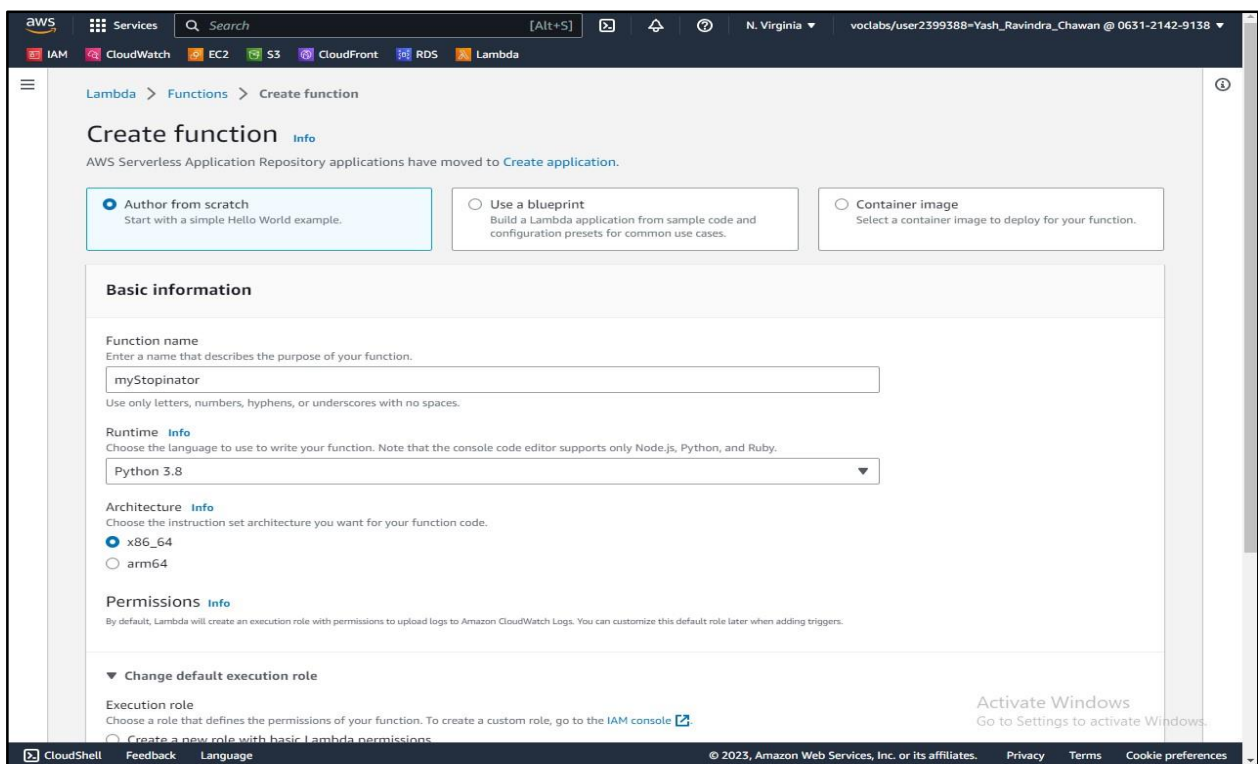 aws Services Search [Alt+S] N. Virginia voclabs/user2399388=Yash_Ravindra_Chawan @ 0631-2142-9138
IAM CloudWatch EC2 S3 CloudFront RDS Lambda
Lambda > Functions > Create function
Create function Info
AWS Serverless Application Repository applications have moved to Create application.
Author from scratch
Start with a simple Hello World example.
Use a blueprint
Build a Lambda application from sample code and
configuration presets for common use cases.
Container image
Select a container image to deploy for your function.
Basic information
Function name
Enter a name that describes the purpose of your function.
myStopinator
Use only letters, numbers, hyphens, or underscores with no spaces.
Runtime Info
Choose the language to use to write your function. Note that the console code editor supports only Node.js, Python, and Ruby.
Python 3.8
Architecture Info
Choose the instruction set architecture you want for your function code.
x86_64
arm64
Permissions Info
By default, Lambda will create an execution role with permissions to upload logs to Amazon CloudWatch Logs. You can customize this default role later when adding triggers.
Change default execution role
Execution role
Choose a role that defines the permissions of your function. To create a custom role, go to the IAM console.
Create a new role with basic Lambda permissions
Activate Windows
Go to Settings to activate Windows.
CloudShell Feedback Language © 2023, Amazon Web Services, Inc. or its affiliates. Privacy Terms Cookie preferences